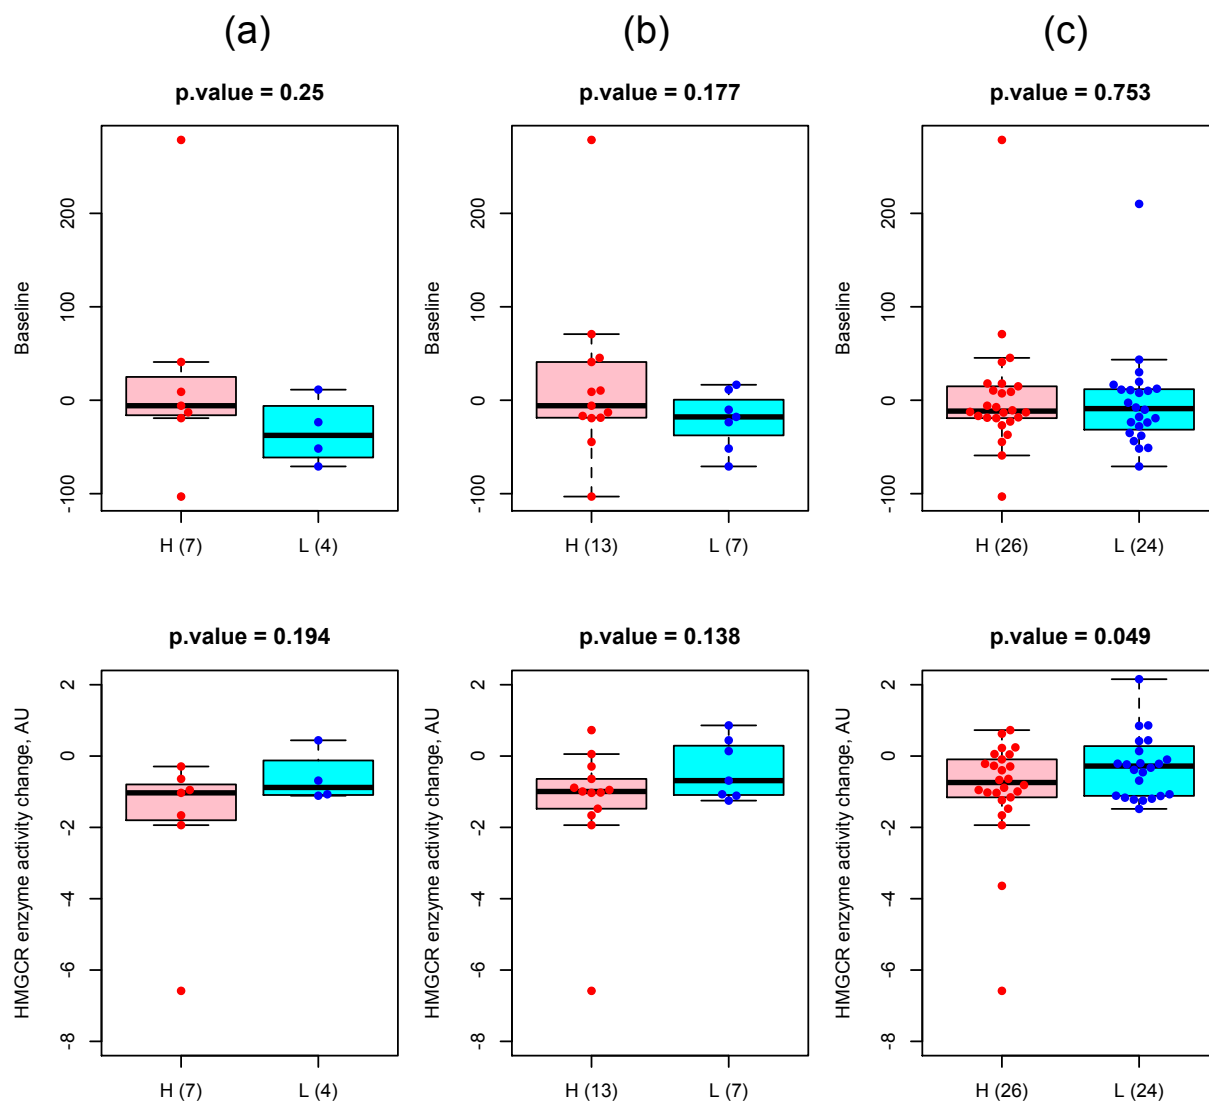 (a) (b) (c)
p.value = 0.25 p.value = 0.177 p.value = 0.753
Baseline
200
100
0
-100
H (7) L (4)
Baseline
200
100
0
-100
H (13) L (7)
Baseline
200
100
0
-100
H (26) L (24)
p.value = 0.194 p.value = 0.138 p.value = 0.049
HMGCR enzyme activity change, AU
2
0
-2
-4
-6
-8
H (7) L (4)
HMGCR enzyme activity change, AU
2
0
-2
-4
-6
-8
H (13) L (7)
HMGCR enzyme activity change, AU
2
0
-2
-4
-6
-8
H (26) L (24)